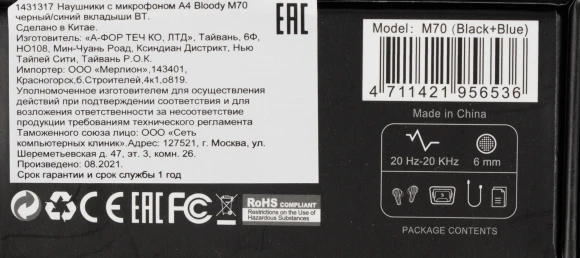 1431317 Наушники с микрофоном A4 Bloody M70
черный/синий вкладыши BT.
Сделано в Китае.
Изготовитель: «А-ФОР ТЕЧ КО, ЛТД», Тайвань, 6Ф,
НО108, Мин-Чуань Роад, Ксиндиан Дистрикт, Нью
Тайпей Сити, Тайвань Р.О.К.
Импортер: ООО «Мерлион»,143401,
Красногорск,б.Строителей,4к1,о819.
Уполномоченное изготовителем для осуществления
действий при подтверждении соответствия и для
возложения ответственности за несоответствие
продукции требованиям технического регламента
Таможенного союза лицо: ООО «Сеть
компьютерных клиник».Адрес: 127521, г. Москва, ул.
Шереметьевская д. 47, эт. 3, комн. 26.
Произведено: 08.2021.
Срок гарантии и срок службы 1 год
EAC
CE EAC FC
RoHS COMPLIANT
Restrictions on the Use of
Hazardous Substances
Model: M70 (Black+Blue)
4 711421 956536
Made in China
20 Hz-20 KHz
6 mm
PACKAGE CONTENTS